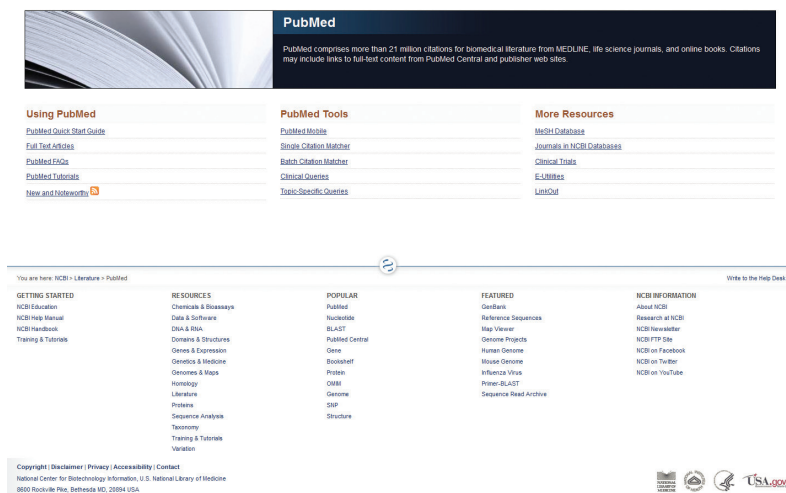 PubMed
PubMed comprises more than 21 million citations for biomedical literature from MEDLINE, life science journals, and online books. Citations
may include links to full-text content from PubMed Central and publisher web sites.
Using PubMed
PubMed Quick Start Guide
Full Text Articles
PubMed FAQs
PubMed Tutorials
New and Noteworthy
PubMed Tools
PubMed Mobile
Single Citation Matcher
Batch Citation Matcher
Clinical Queries
Topic-Specific Queries
More Resources
MeSH Database
Journals in NCBI Databases
Clinical Trials
E-Utilities
LinkOut
You are here: NCBI > Literature > PubMed
Write to the Help Desk
GETTING STARTED
NCBI Education
NCBI Help Manual
NCBI Handbook
Training & Tutorials
RESOURCES
Chemicals & Bioassays
Data & Software
DNA & RNA
Domains & Structures
Genes & Expression
Genetics & Medicine
Genomes & Maps
Homology
Literature
Proteins
Sequence Analysis
Taxonomy
Training & Tutorials
Variation
POPULAR
PubMed
Nucleotide
BLAST
PubMed Central
Gene
Bookshelf
Protein
OMIM
Genome
SNP
Structure
FEATURED
GenBank
Reference Sequences
Map Viewer
Genome Projects
Human Genome
Mouse Genome
Influenza Virus
Primer-BLAST
Sequence Read Archive
NCBI INFORMATION
About NCBI
Research at NCBI
NCBI Newsletter
NCBI FTP Site
NCBI on Facebook
NCBI on Twitter
NCBI on YouTube
Copyright | Disclaimer | Privacy | Accessibility | Contact
National Center for Biotechnology Information, U.S. National Library of Medicine
8600 Rockville Pike, Bethesda MD, 20894 USA
NATIONAL
LIBRARY OF
MEDICINE
USA.gov